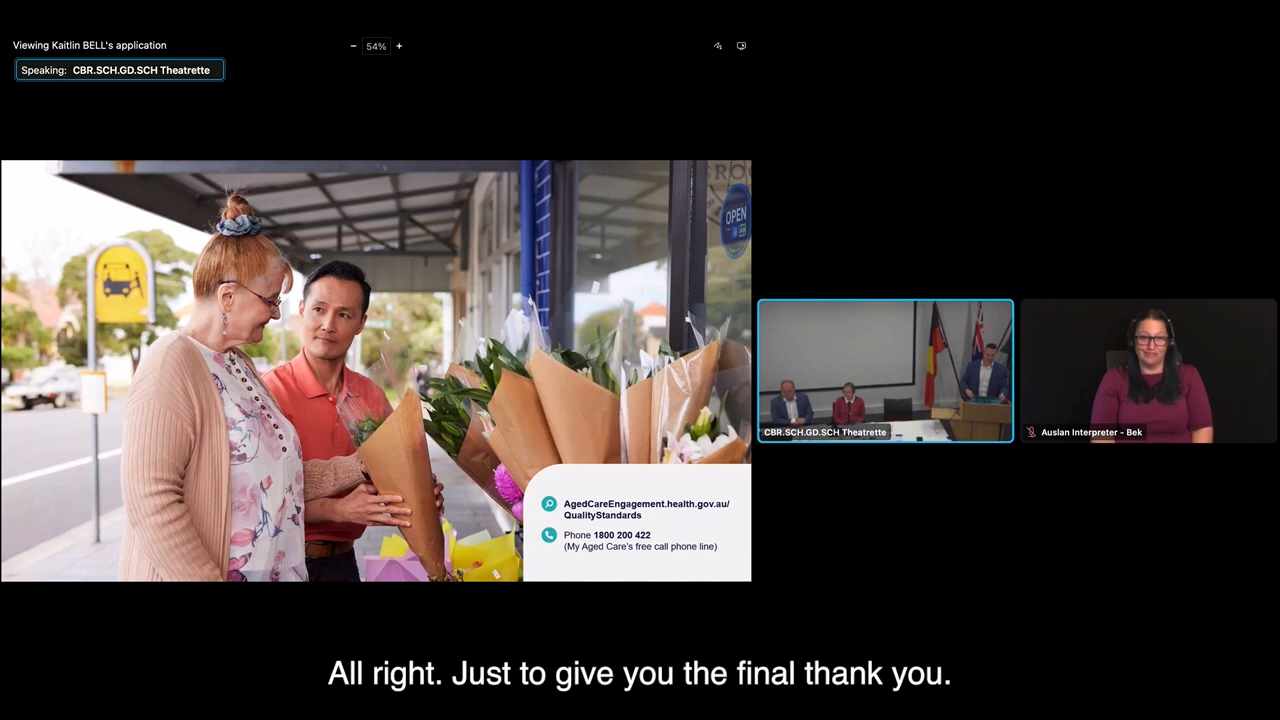 Viewing Kaitlin BELL's application
54%
Speaking: CBR.SCH.GD.SCH Theatrette
OPEN
AgedCareEngagement.health.gov.au/
QualityStandards
Phone 1800 200 422
(My Aged Care's free call phone line)
CBR.SCH.GD.SCH Theatrette
Auslan Interpreter - Bek
All right. Just to give you the final thank you.